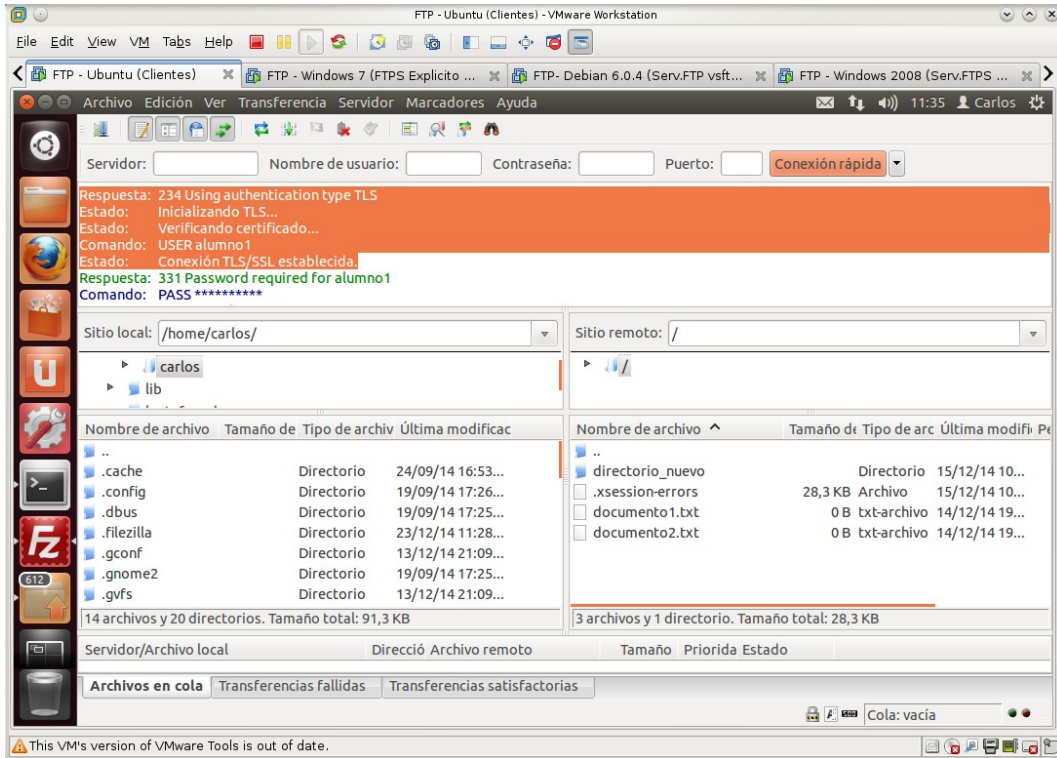 FTP - Ubuntu (Clientes) - VMware Workstation
File Edit View VM Tabs Help
FTP - Ubuntu (Clientes) FTP - Windows 7 (FTPS Explicito ... FTP- Debian 6.0.4 (Serv.FTP vsft... FTP - Windows 2008 (Serv.FTPS ...
Archivo Edición Ver Transferencia Servidor Marcadores Ayuda 11:35 Carlos
Servidor: Nombre de usuario: Contraseña: Puerto: Conexión rápida
Respuesta: 234 Using authentication type TLS
Estado: Inicializando TLS...
Estado: Verificando certificado...
Comando: USER alumno1
Estado: Conexión TLS/SSL establecida.
Respuesta: 331 Password required for alumno1
Comando: PASS **********
Sitio local: /home/carlos/ Sitio remoto: /
carlos /
lib
Nombre de archivo Tamaño de Tipo de archiv Última modificac Nombre de archivo Tamaño de Tipo de arc Última modifi Pe
.. ..
.cache Directorio 24/09/14 16:53... directorio_nuevo Directorio 15/12/14 10...
.config Directorio 19/09/14 17:26... .xsession-errors 28,3 KB Archivo 15/12/14 10...
.dbus Directorio 19/09/14 17:25... documento1.txt 0 B txt-archivo 14/12/14 19...
.filezilla Directorio 23/12/14 11:28... documento2.txt 0 B txt-archivo 14/12/14 19...
.gconf Directorio 13/12/14 21:09...
.gnome2 Directorio 19/09/14 17:25...
.gvfs Directorio 13/12/14 21:09...
14 archivos y 20 directorios. Tamaño total: 91,3 KB 3 archivos y 1 directorio. Tamaño total: 28,3 KB
612
Servidor/Archivo local Direcció Archivo remoto Tamaño Priorida Estado
Archivos en cola Transferencias fallidas Transferencias satisfactorias
Cola: vacía
This VM's version of VMware Tools is out of date.